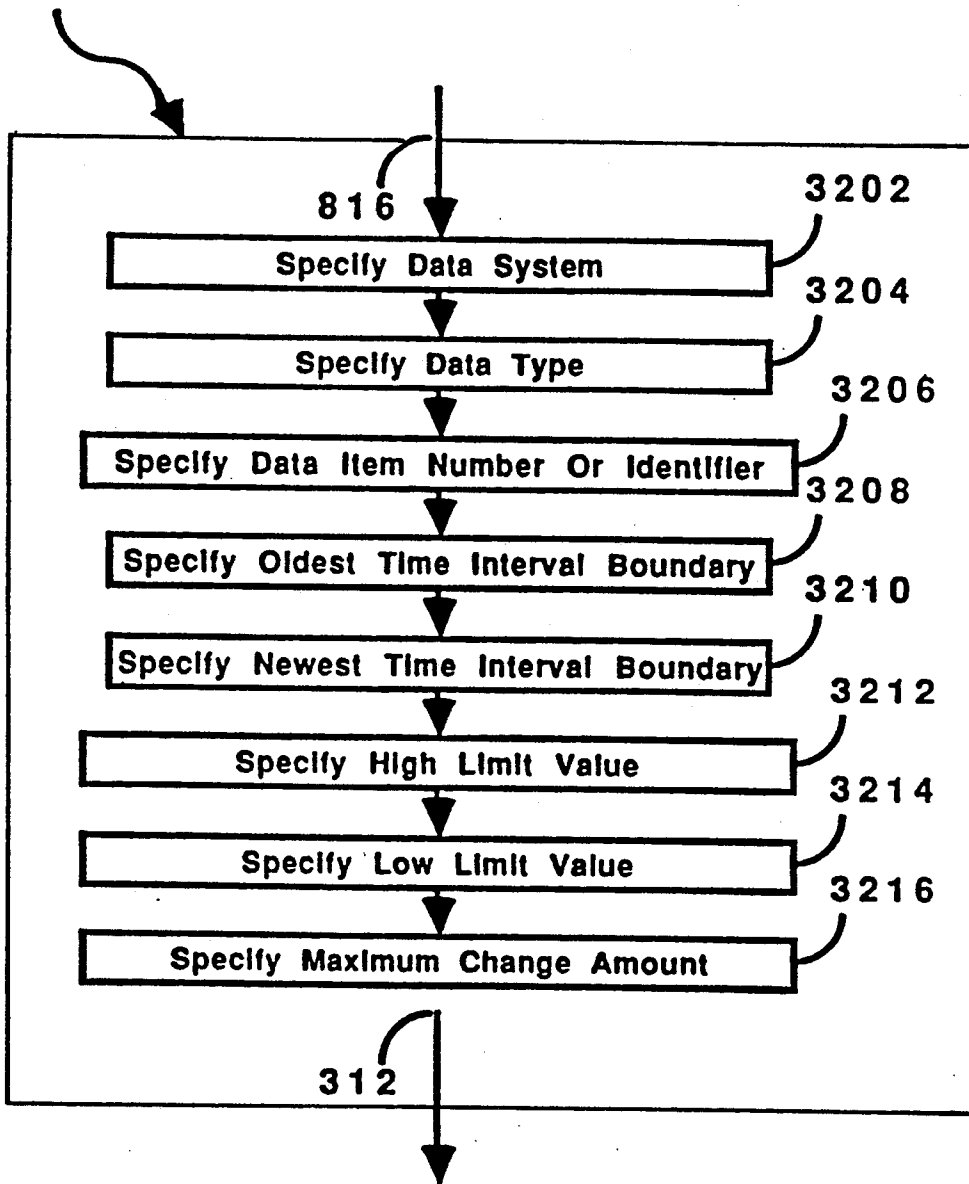 816
3202
Specify Data System
3204
Specify Data Type
3206
Specify Data Item Number Or Identifier
3208
Specify Oldest Time Interval Boundary
3210
Specify Newest Time Interval Boundary
3212
Specify High Limit Value
3214
Specify Low Limit Value
3216
Specify Maximum Change Amount
312